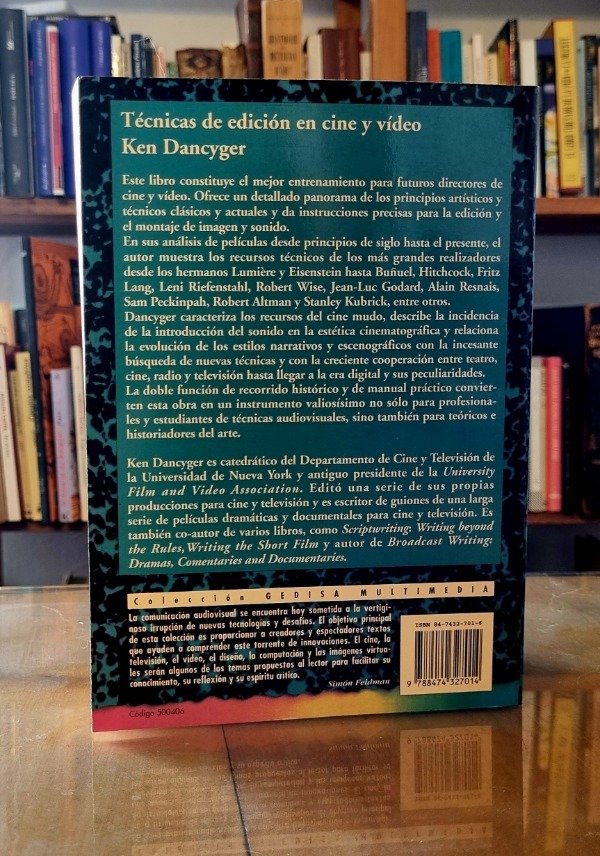 Técnicas de edición en cine y vídeo
Ken Dancyger
Este libro constituye el mejor entrenamiento para futuros directores de
cine y vídeo. Ofrece un detallado panorama de los principios artísticos y
técnicos clásicos y actuales y da instrucciones precisas para la edición y
el montaje de imagen y sonido.
En sus análisis de películas desde principios de siglo hasta el presente, el
autor muestra los recursos técnicos de los más grandes realizadores
desde los hermanos Lumière y Eisenstein hasta Buñuel, Hitchcock, Fritz
Lang, Leni Riefenstahl, Robert Wise, Jean-Luc Godard, Alain Resnais,
Sam Peckinpah, Robert Altman y Stanley Kubrick, entre otros.
Dancyger caracteriza los recursos del cine mudo, describe la incidencia
de la introducción del sonido en la estética cinematográfica y relaciona
la evolución de los estilos narrativos y escenográficos con la incesante
búsqueda de nuevas técnicas y con la creciente cooperación entre teatro,
cine, radio y televisión hasta llegar a la era digital y sus peculiaridades.
La doble función de recorrido histórico y de manual práctico convier-
ten esta obra en un instrumento valiosísimo no sólo para profesiona-
les y estudiantes de técnicas audiovisuales, sino también para teóricos e
historiadores del arte.
Ken Dancyger es catedrático del Departamento de Cine y Televisión de
la Universidad de Nueva York y antiguo presidente de la University
Film and Video Association. Editó una serie de sus propias
producciones para cine y televisión y es escritor de guiones de una larga
serie de películas dramáticas y documentales para cine y televisión. Es
también co-autor de varios libros, como Scriptwriting: Writing beyond
the Rules, Writing the Short Film y autor de Broadcast Writing:
Dramas, Comentaries and Documentaries.
Colección GEDISA MULTIMEDIA
La comunicación audiovisual se encuentra hoy sometida a la vertigi-
nosa irrupción de nuevas tecnologías y desafíos. El objetivo principal
de esta colección es proporcionar a creadores y espectadores textos
que ayuden a comprender este torrente de innovaciones. El cine, la
televisión, el vídeo, el diseño, la computación y las imágenes virtua-
les serán algunos de los temas propuestos al lector para facilitar su
conocimiento, su reflexión y su espíritu crítico.
Simón Feldman
ISBN 84-7432-701-6
9 788474 327014
Código 500406